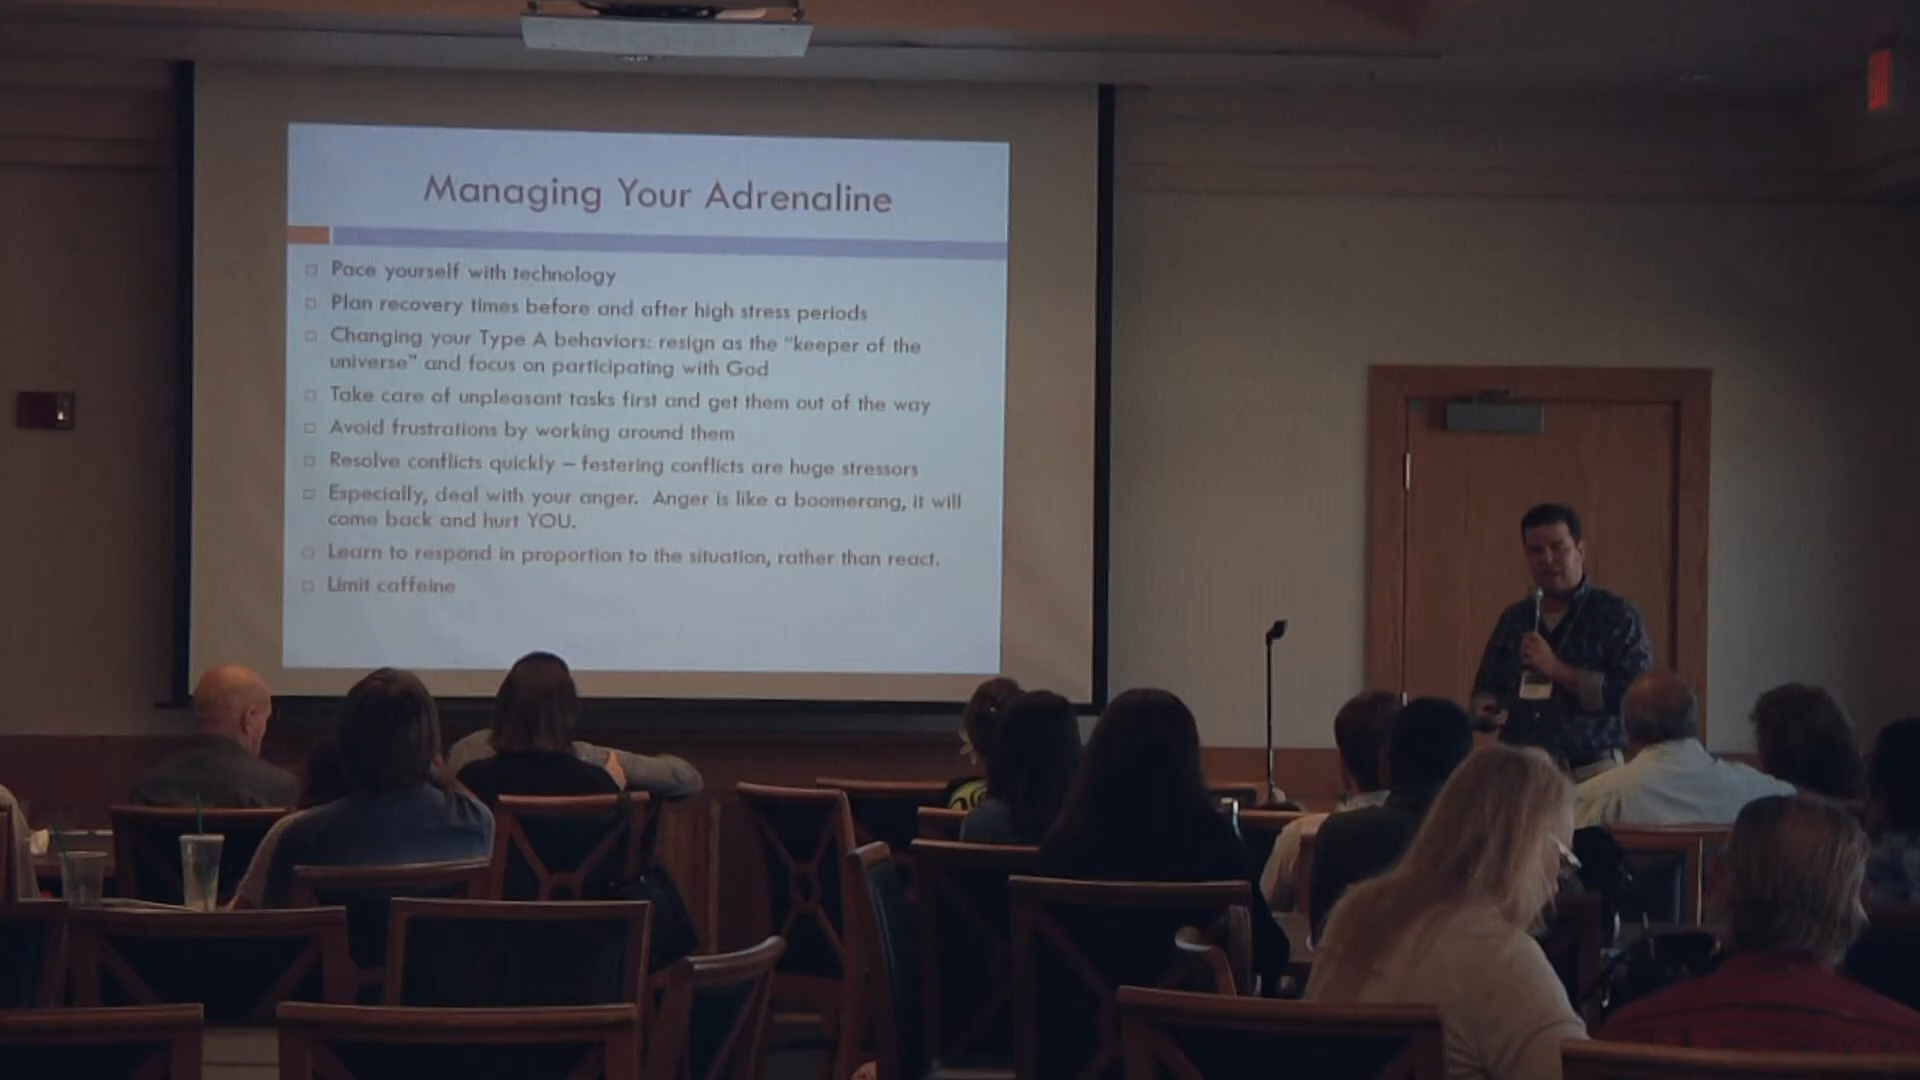 Managing Your Adrenaline
Pace yourself with technology
Plan recovery times before and after high stress periods
Changing your Type A behaviors: resign as the “keeper of the
universe” and focus on participating with God
Take care of unpleasant tasks first and get them out of the way
Avoid frustrations by working around them
Resolve conflicts quickly – festering conflicts are huge stressors
Especially, deal with your anger.  Anger is like a boomerang, it will
come back and hurt YOU.
Learn to respond in proportion to the situation, rather than react.
Limit caffeine